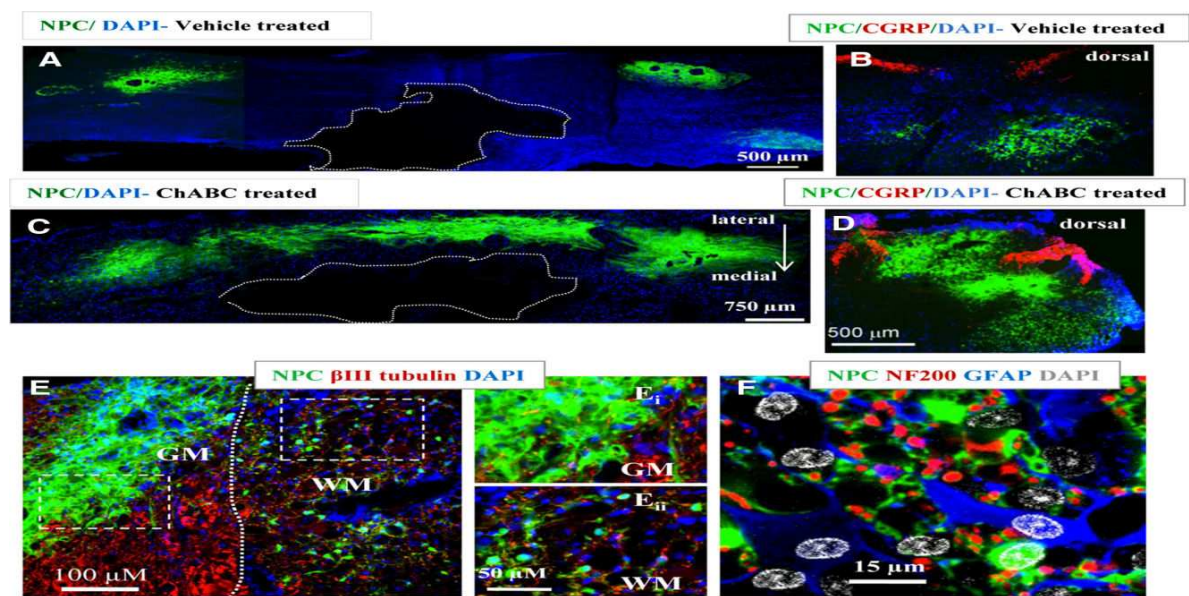 NPC/ DAPI- Vehicle treated
NPC/CGRP/DAPI- Vehicle treated
A
500 μm
B
dorsal
NPC/DAPI- ChABC treated
NPC/CGRP/DAPI- ChABC treated
C
lateral
medial
750 μm
D
dorsal
500 μm
E
NPC βIII tubulin DAPI
GM
WM
100 μM
Ei
GM
Eii
50 μM
WM
F
NPC NF200 GFAP DAPI
15 μm